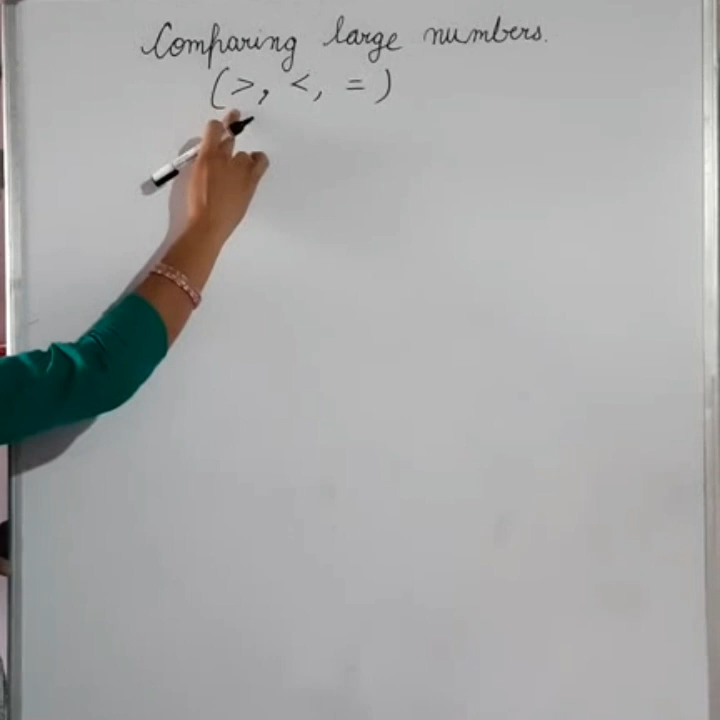 Comparing large numbers.
(>, <, =)